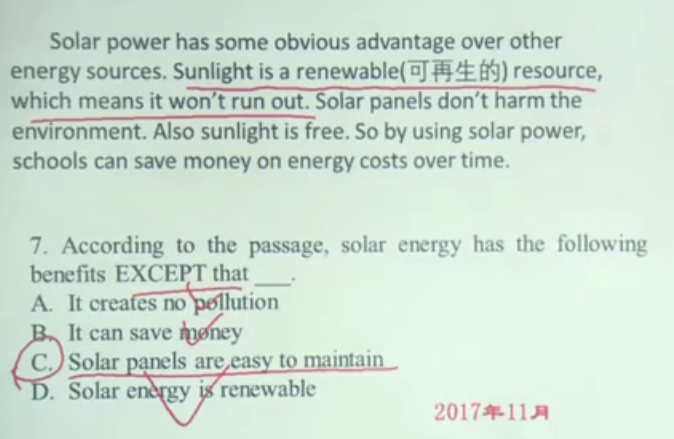 Solar power has some obvious advantage over other
energy sources. Sunlight is a renewable(可再生的) resource,
which means it won't run out. Solar panels don't harm the
environment. Also sunlight is free. So by using solar power,
schools can save money on energy costs over time.
7. According to the passage, solar energy has the following
benefits EXCEPT that ___.
A. It creates no pollution
B. It can save money
C. Solar panels are easy to maintain
D. Solar energy is renewable
2017年11月